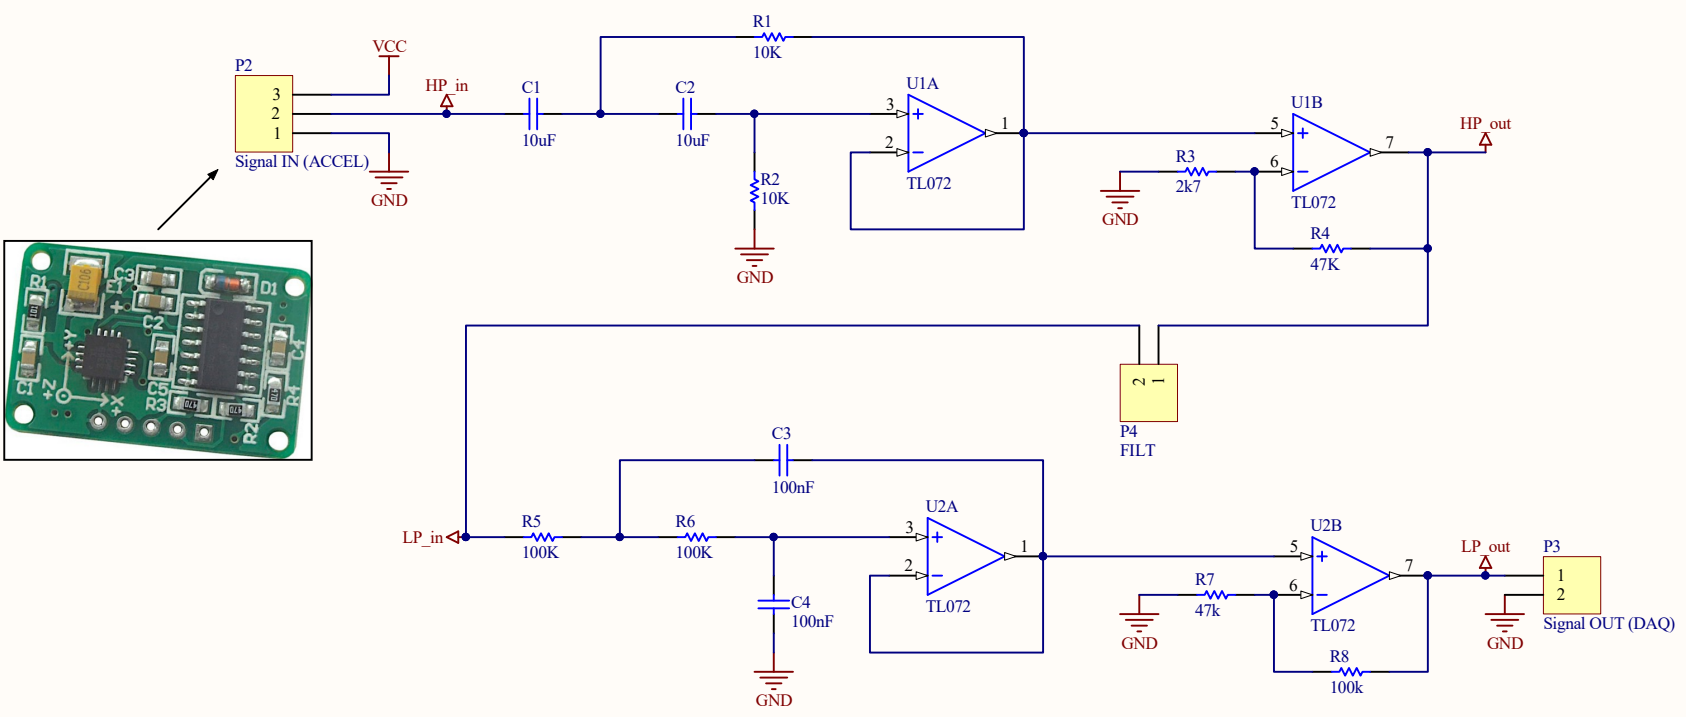 R1
10K
VCC
P2
3
2
1
Signal IN (ACCEL)
GND
HP_in
C1
10uF
C2
10uF
R2
10K
GND
U1A
3
2
1
TL072
U1B
5
6
7
TL072
R3
2k7
GND
R4
47K
HP_out
R1
101
C106
E1
C3
+
C2
D1
C4
+Y
C1
+Z
X+
C5
R3
R4
R2
2
1
P4
FILT
C3
100nF
LP_in
R5
100K
R6
100K
C4
100nF
GND
U2A
3
2
1
TL072
U2B
5
6
7
TL072
R7
47k
GND
R8
100k
LP_out
P3
1
2
GND
Signal OUT (DAQ)